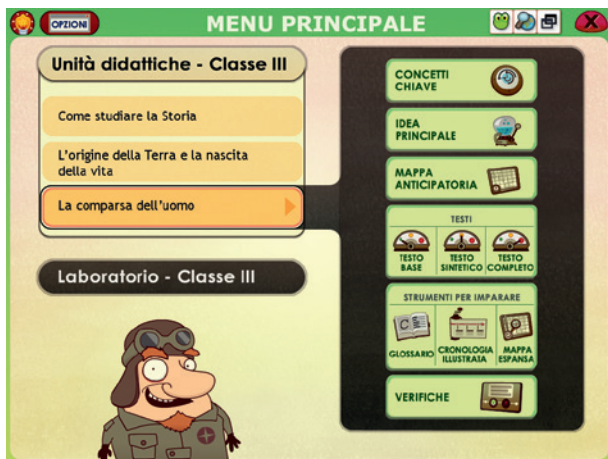 OPZIONI
MENU PRINCIPALE
Unità didattiche - Classe III
Come studiare la Storia
L'origine della Terra e la nascita
della vita
La comparsa dell'uomo
Laboratorio - Classe III
CONCETTI
CHIAVE
IDEA
PRINCIPALE
MAPPA
ANTICIPATORIA
TESTI
TESTO
BASE
TESTO
SINTETICO
TESTO
COMPLETO
STRUMENTI PER IMPARARE
GLOSSARIO
CRONOLOGIA
ILLUSTRATA
MAPPA
ESPANSA
VERIFICHE